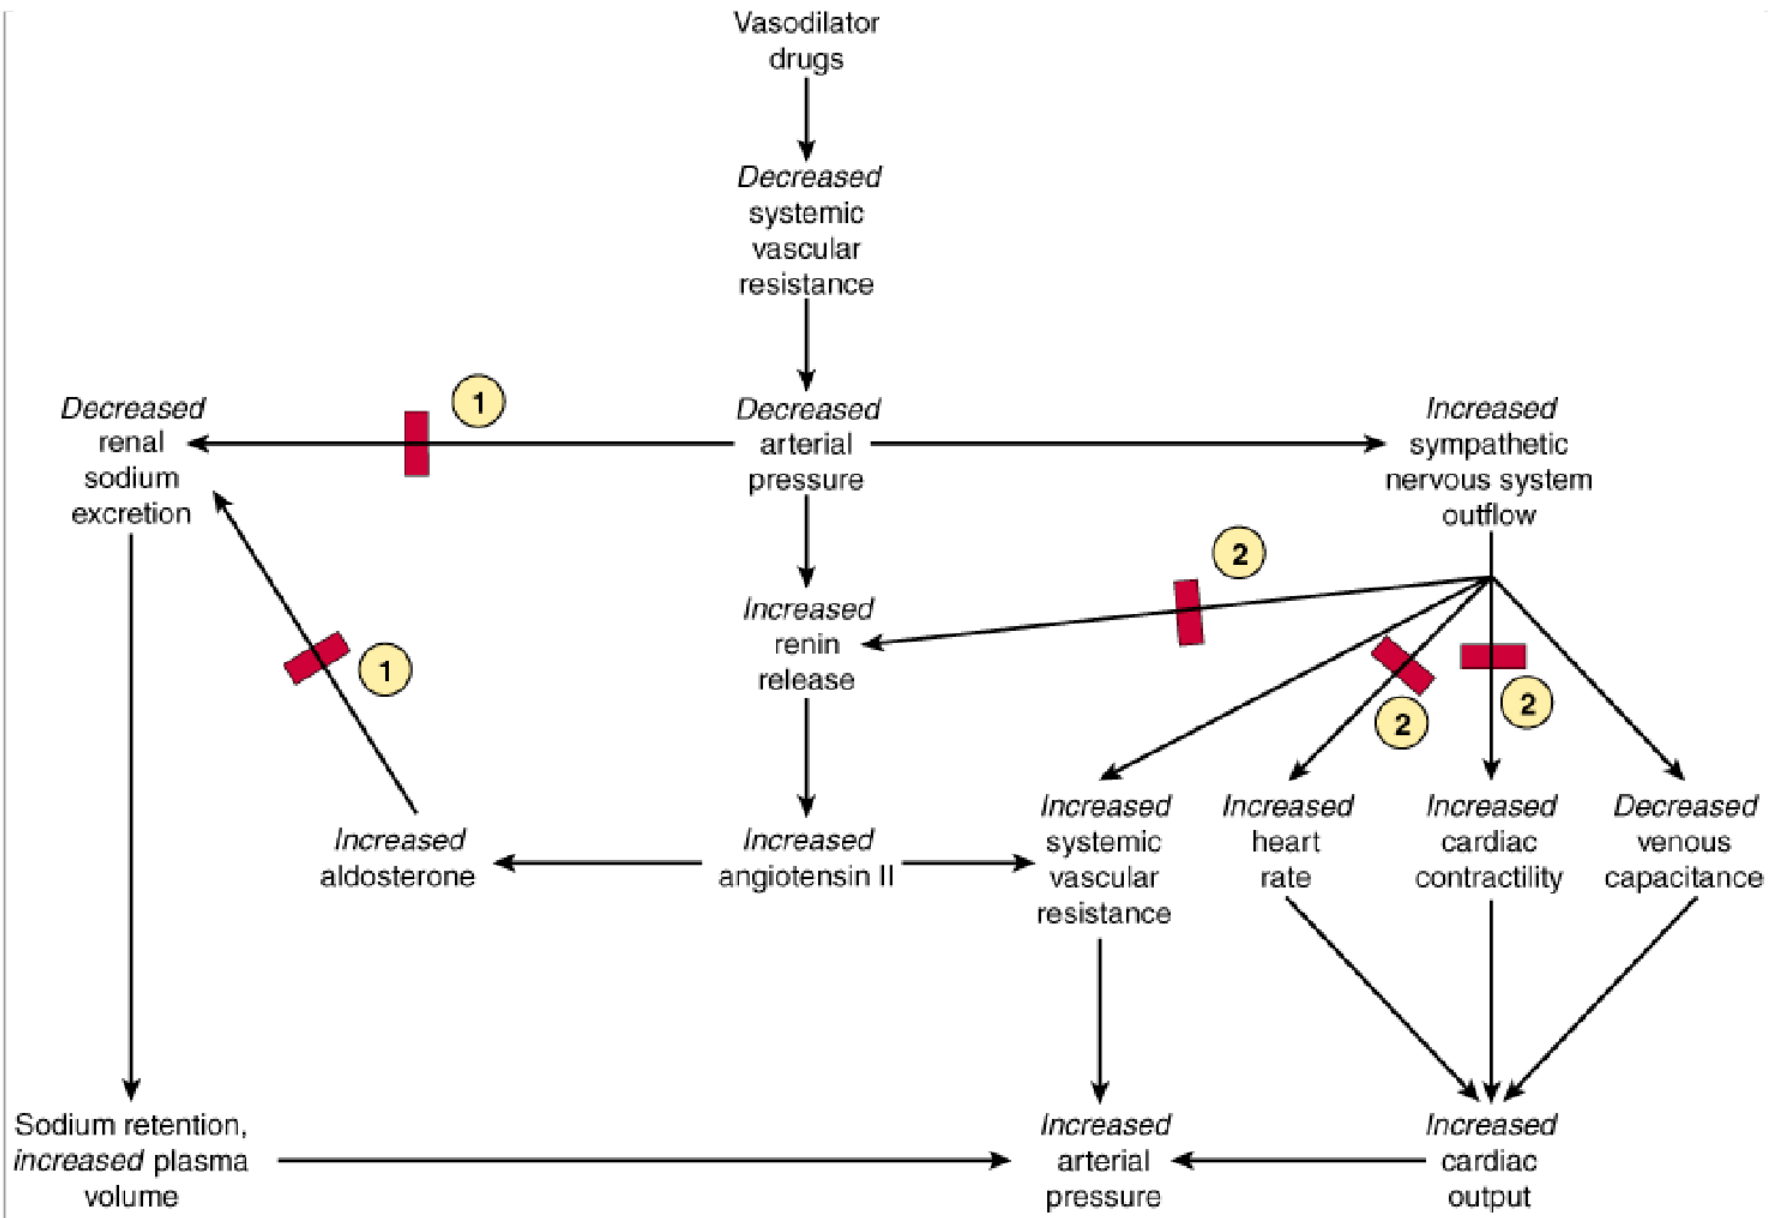 Vasodilator
drugs
Decreased
systemic
vascular
resistance
Decreased
renal
sodium
excretion
1
Decreased
arterial
pressure
Increased
sympathetic
nervous system
outflow
2
Increased
renin
release
1
2
2
Increased
aldosterone
Increased
angiotensin II
Increased
systemic
vascular
resistance
Increased
heart
rate
Increased
cardiac
contractility
Decreased
venous
capacitance
Sodium retention,
increased plasma
volume
Increased
arterial
pressure
Increased
cardiac
output